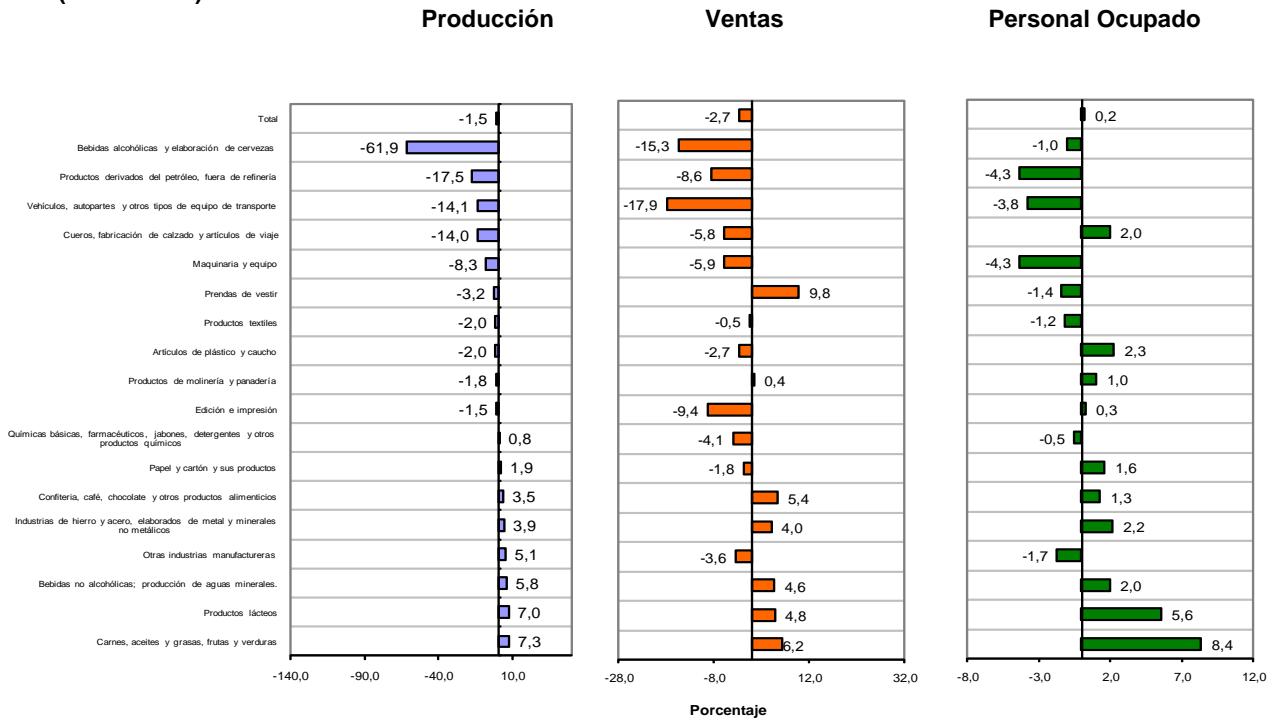 Producción Ventas Personal Ocupado
Total -1,5 -2,7 0,2
Bebidas alcohólicas y elaboración de cervezas -61,9 -15,3 -1,0
Productos derivados del petróleo, fuera de refinería -17,5 -8,6 -4,3
Vehículos, autopartes y otros tipos de equipo de transporte -14,1 -17,9 -3,8
Cueros, fabricación de calzado y artículos de viaje -14,0 -5,8 2,0
Maquinaria y equipo -8,3 -5,9 -4,3
Prendas de vestir -3,2 9,8 -1,4
Productos textiles -2,0 -0,5 -1,2
Artículos de plástico y caucho -2,0 -2,7 2,3
Productos de molinería y panadería -1,8 0,4 1,0
Edición e impresión -1,5 -9,4 0,3
Químicas básicas, farmacéuticos, jabones, detergentes y otros
productos químicos 0,8 -4,1 -0,5
Papel y cartón y sus productos 1,9 -1,8 1,6
Confiteria, café, chocolate y otros productos alimenticios 3,5 5,4 1,3
Industrias de hierro y acero, elaborados de metal y minerales
no metálicos 3,9 4,0 2,2
Otras industrias manufactureras 5,1 -3,6 -1,7
Bebidas no alcohólicas; producción de aguas minerales. 5,8 4,6 2,0
Productos lácteos 7,0 4,8 5,6
Carnes, aceites y grasas, frutas y verduras 7,3 6,2 8,4
-140,0 -90,0 -40,0 10,0 -28,0 -8,0 12,0 32,0 -8,0 -3,0 2,0 7,0 12,0
Porcentaje